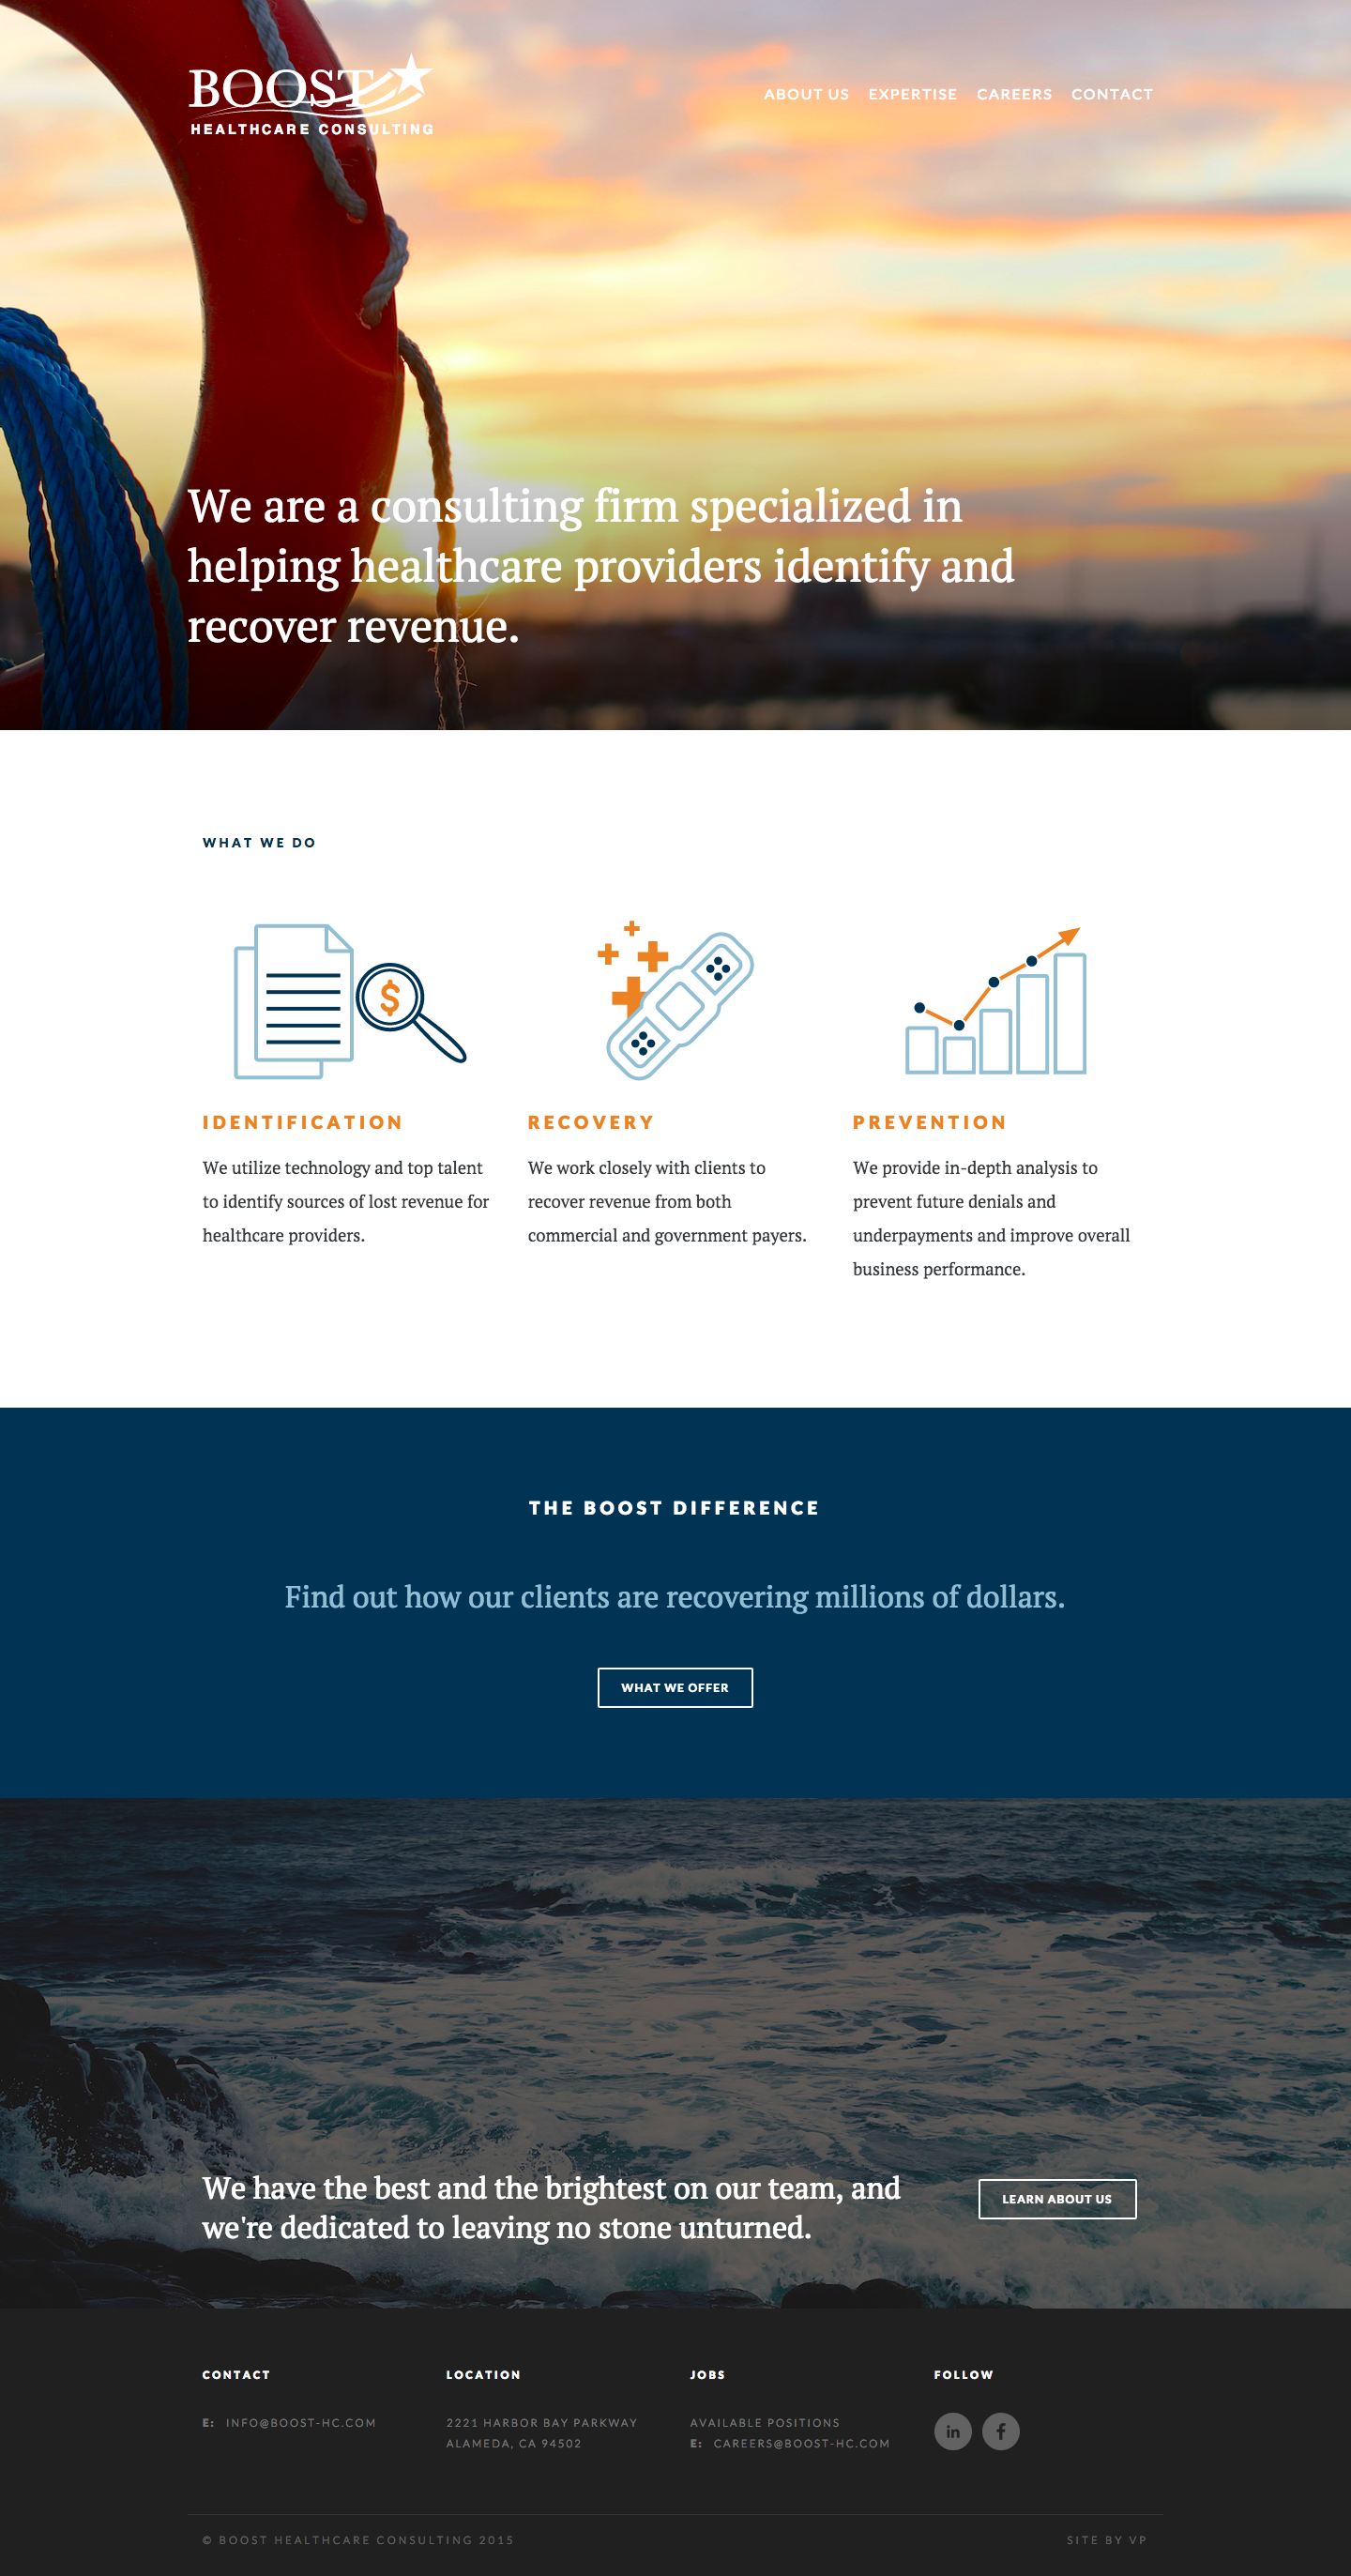 BOOST
HEALTHCARE CONSULTING
ABOUT US EXPERTISE CAREERS CONTACT
We are a consulting firm specialized in
helping healthcare providers identify and
recover revenue.
WHAT WE DO
$
IDENTIFICATION
We utilize technology and top talent
to identify sources of lost revenue for
healthcare providers.
RECOVERY
We work closely with clients to
recover revenue from both
commercial and government payers.
PREVENTION
We provide in-depth analysis to
prevent future denials and
underpayments and improve overall
business performance.
THE BOOST DIFFERENCE
Find out how our clients are recovering millions of dollars.
WHAT WE OFFER
We have the best and the brightest on our team, and
we're dedicated to leaving no stone unturned.
LEARN ABOUT US
CONTACT
E: INFO@BOOST-HC.COM
LOCATION
2221 HARBOR BAY PARKWAY
ALAMEDA, CA 94502
JOBS
AVAILABLE POSITIONS
E: CAREERS@BOOST-HC.COM
FOLLOW
in f
© BOOST HEALTHCARE CONSULTING 2015
SITE BY VP